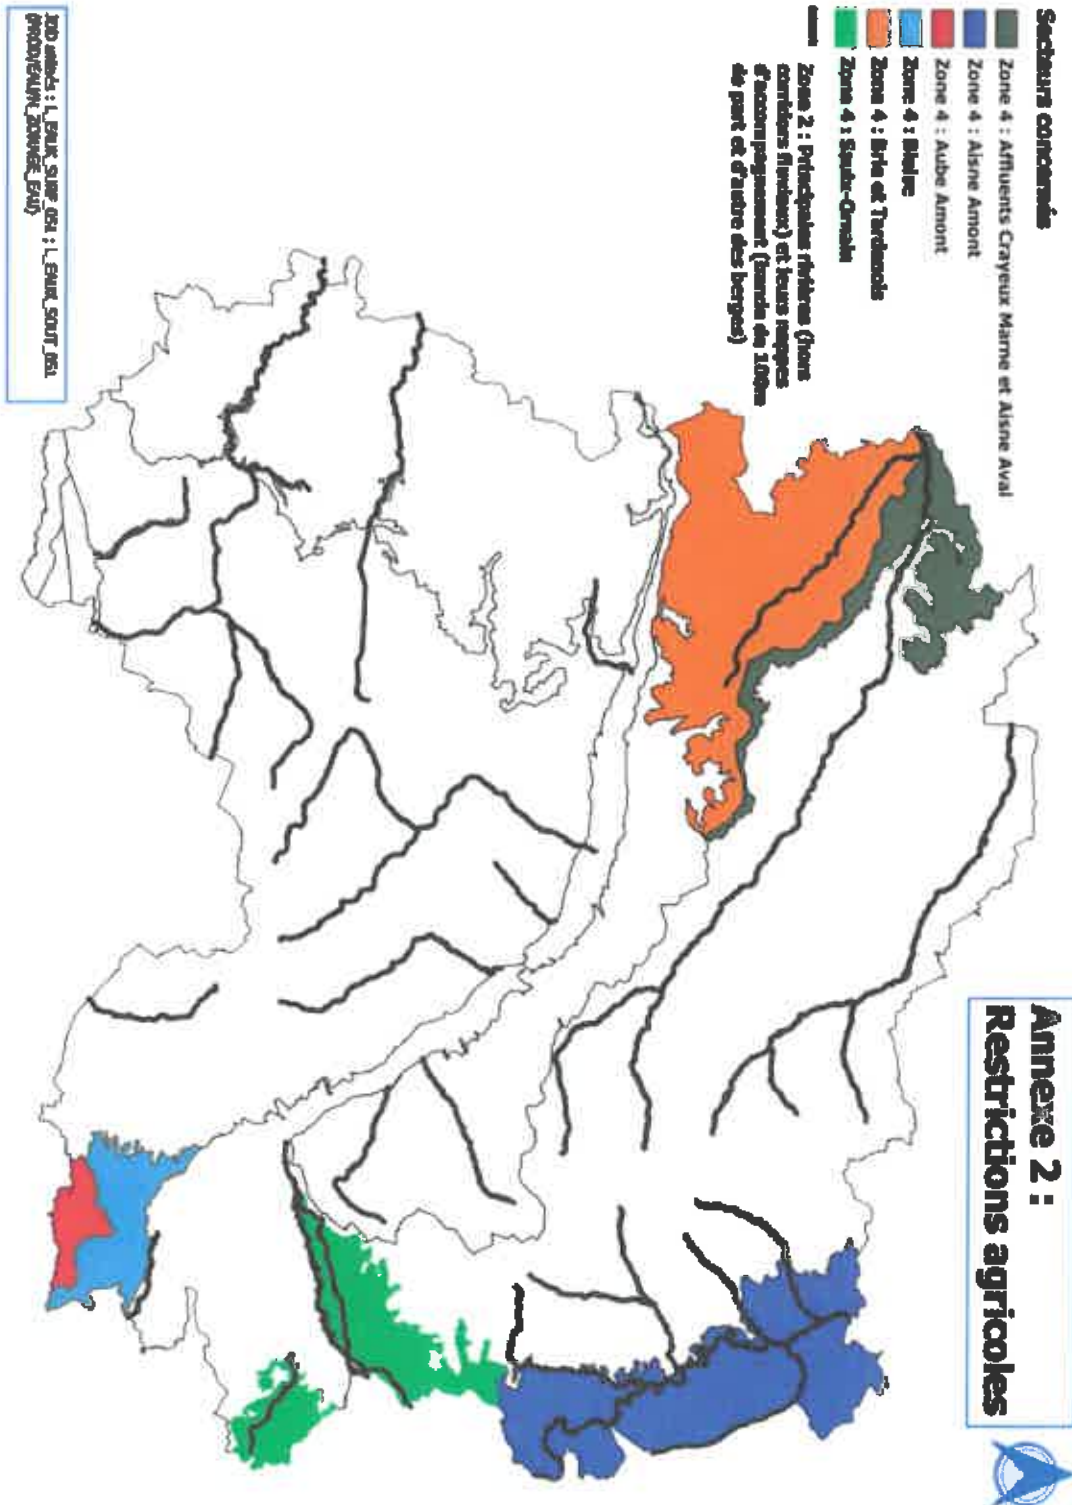 Annexe 2 :
Restrictions agricoles
Secteurs concernés
Zone 4 : Affluents Crayeux Marne et Aisne Aval
Zone 4 : Aisne Amont
Zone 4 : Aube Amont
Zone 4 : Blaise
Zone 4 : Brie et Tardenois
Zone 4 : Saulx-Ornain
Zone 2 : Principales rivières (hors
corridors fluviaux) et leurs nappes
d'accompagnement (bande de 100m
de part et d'autre des berges)